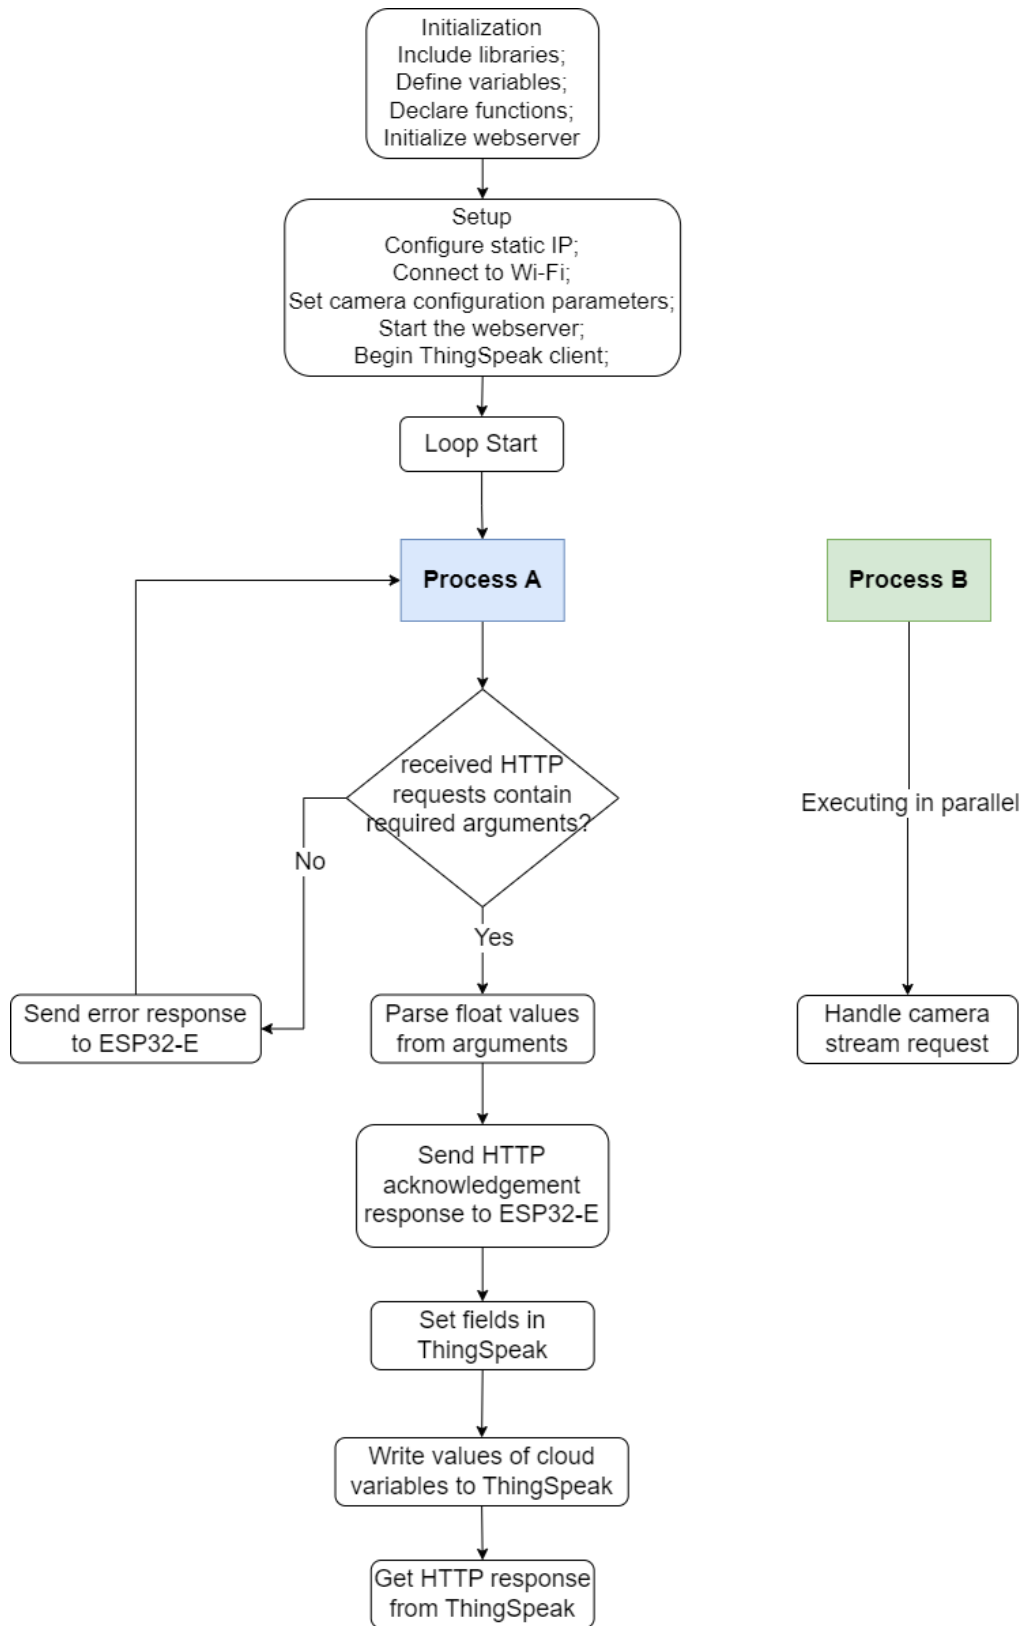 Initialization
Include libraries;
Define variables;
Declare functions;
Initialize webserver
Setup
Configure static IP;
Connect to Wi-Fi;
Set camera configuration parameters;
Start the webserver;
Begin ThingSpeak client;
Loop Start
Process A
Process B
received HTTP
requests contain
required arguments?
Executing in parallel
No
Yes
Send error response
to ESP32-E
Parse float values
from arguments
Handle camera
stream request
Send HTTP
acknowledgement
response to ESP32-E
Set fields in
ThingSpeak
Write values of cloud
variables to ThingSpeak
Get HTTP response
from ThingSpeak